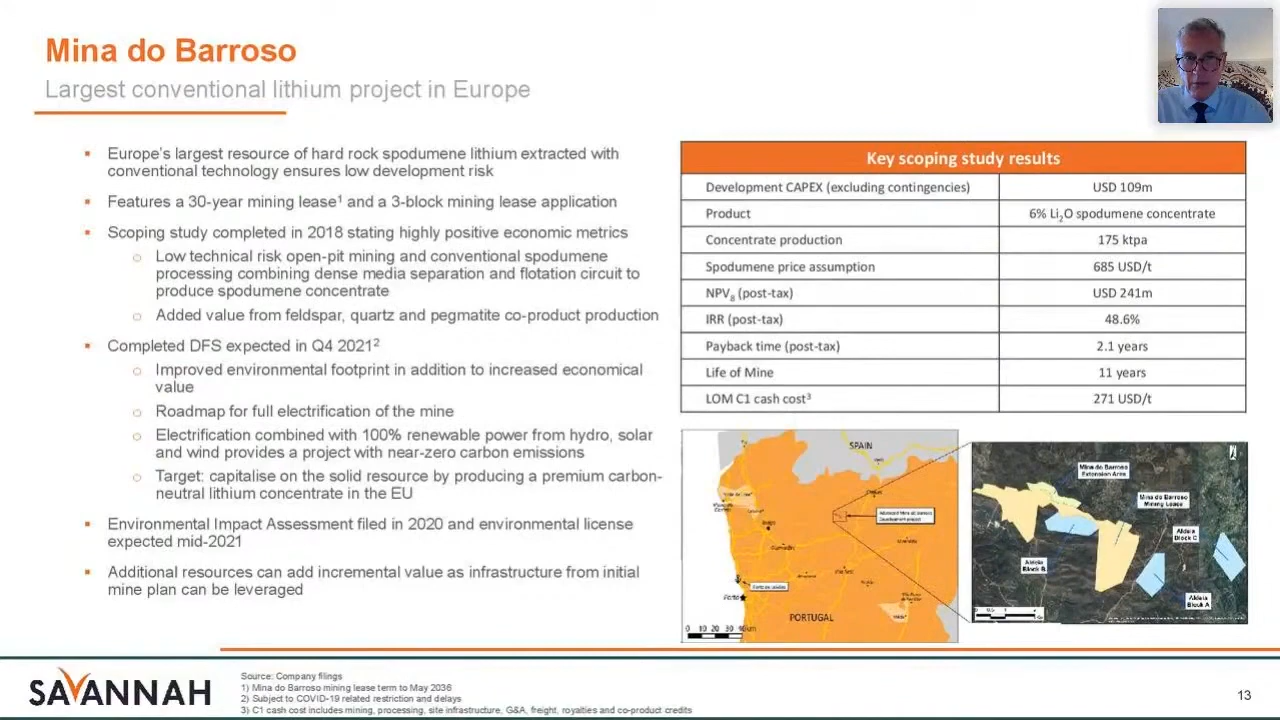 Mina do Barroso
Largest conventional lithium project in Europe
▪ Europe's largest resource of hard rock spodumene lithium extracted with
conventional technology ensures low development risk
▪ Features a 30-year mining lease¹ and a 3-block mining lease application
▪ Scoping study completed in 2018 stating highly positive economic metrics
o Low technical risk open-pit mining and conventional spodumene
processing combining dense media separation and flotation circuit to
produce spodumene concentrate
o Added value from feldspar, quartz and pegmatite co-product production
▪ Completed DFS expected in Q4 2021²
o Improved environmental footprint in addition to increased economical
value
o Roadmap for full electrification of the mine
o Electrification combined with 100% renewable power from hydro, solar
and wind provides a project with near-zero carbon emissions
o Target: capitalise on the solid resource by producing a premium carbon-
neutral lithium concentrate in the EU
▪ Environmental Impact Assessment filed in 2020 and environmental license
expected mid-2021
▪ Additional resources can add incremental value as infrastructure from initial
mine plan can be leveraged
Key scoping study results
Development CAPEX (excluding contingencies) USD 109m
Product 6% Li₂O spodumene concentrate
Concentrate production 175 ktpa
Spodumene price assumption 685 USD/t
NPV₈ (post-tax) USD 241m
IRR (post-tax) 48.6%
Payback time (post-tax) 2.1 years
Life of Mine 11 years
LOM C1 cash cost³ 271 USD/t
SPAIN
Braga
Porto
PORTUGAL
0 10 20 30 40km
Mina do Barroso
Extension Area
Mina do Barroso
Mining Lease
Aldeia
Block C
Aldeia
Block B
Aldeia
Block A
N
SAVANNAH
Source: Company filings
1) Mina do Barroso mining lease term to May 2036
2) Subject to COVID-19 related restriction and delays
3) C1 cash cost includes mining, processing, site infrastructure, G&A, freight, royalties and co-product credits
13